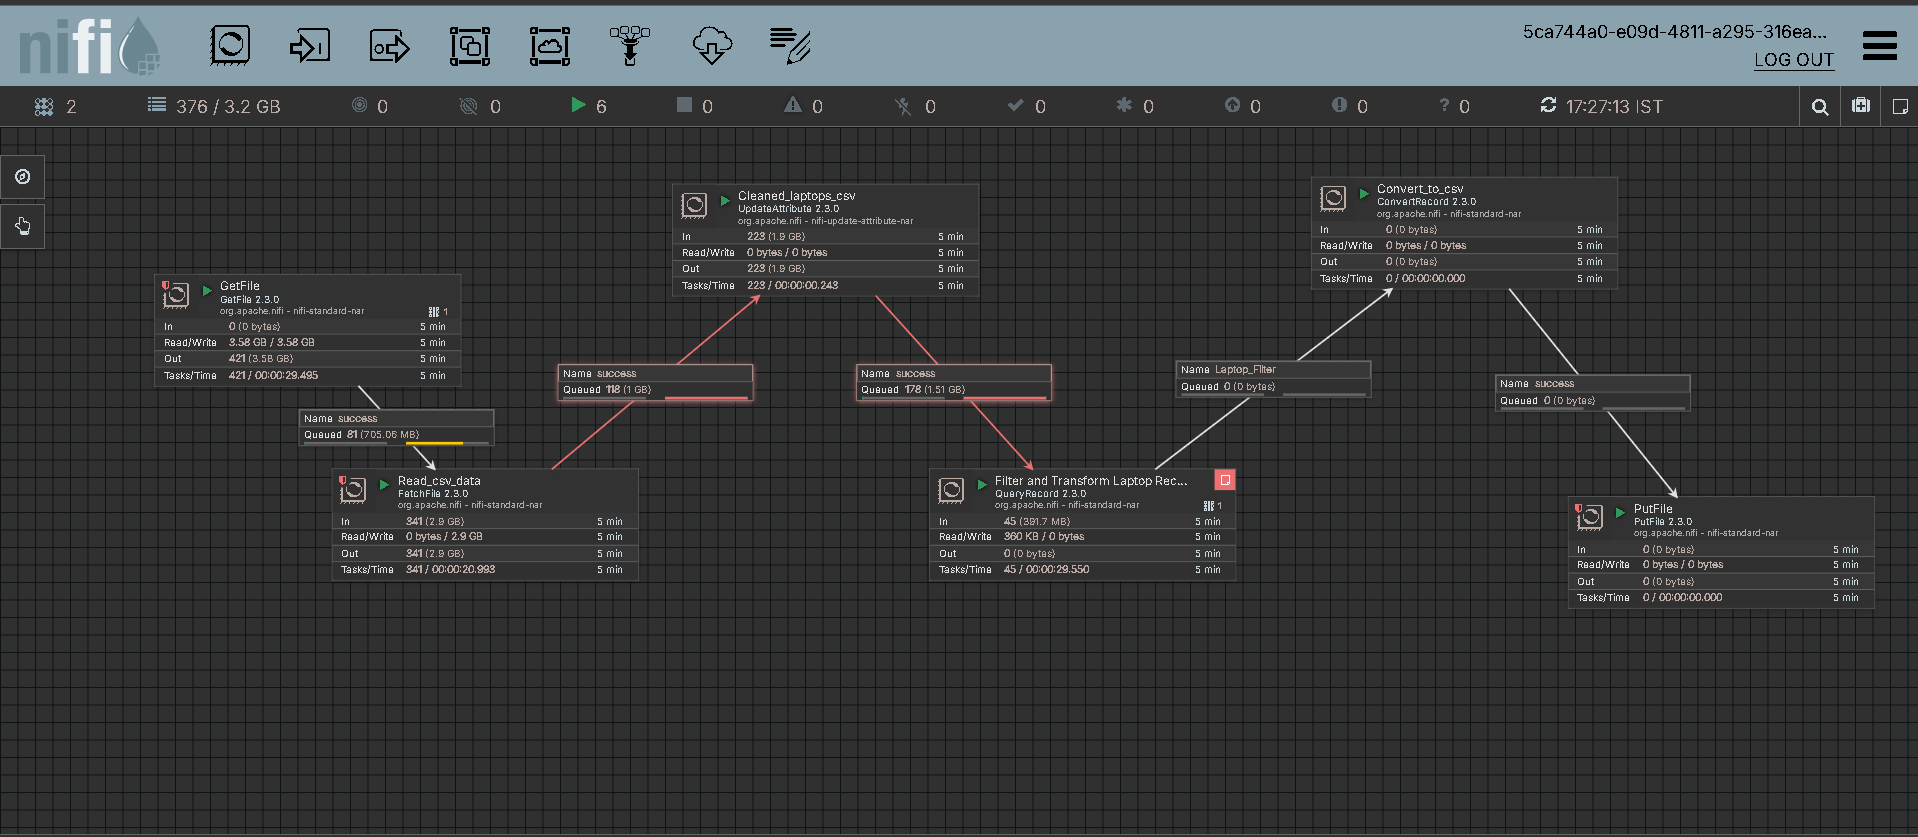 nifi
5ca744a0-e09d-4811-a295-316ea...
LOG OUT
2
376 / 3.2 GB
0
0
6
0
0
0
0
0
0
0
? 0
17:27:13 IST
Cleaned_laptops_csv
UpdateAttribute 2.3.0
org.apache.nifi - nifi-update-attribute-nar
In 223 (1.9 GB) 5 min
Read/Write 0 bytes / 0 bytes 5 min
Out 223 (1.9 GB) 5 min
Tasks/Time 223 / 00:00:00.243 5 min
Convert_to_csv
ConvertRecord 2.3.0
org.apache.nifi - nifi-standard-nar
In 0 (0 bytes) 5 min
Read/Write 0 bytes / 0 bytes 5 min
Out 0 (0 bytes) 5 min
Tasks/Time 0 / 00:00:00.000 5 min
GetFile
GetFile 2.3.0
org.apache.nifi - nifi-standard-nar
1
In 0 (0 bytes) 5 min
Read/Write 3.58 GB / 3.58 GB 5 min
Out 421 (3.58 GB) 5 min
Tasks/Time 421 / 00:00:29.495 5 min
Name success
Queued 118 (1 GB)
Name success
Queued 178 (1.51 GB)
Name Laptop_Filter
Queued 0 (0 bytes)
Name success
Queued 0 (0 bytes)
Name success
Queued 81 (705.06 MB)
Read_csv_data
FetchFile 2.3.0
org.apache.nifi - nifi-standard-nar
In 341 (2.9 GB) 5 min
Read/Write 0 bytes / 2.9 GB 5 min
Out 341 (2.9 GB) 5 min
Tasks/Time 341 / 00:00:20.993 5 min
Filter and Transform Laptop Rec...
QueryRecord 2.3.0
org.apache.nifi - nifi-standard-nar
1
In 45 (391.7 MB) 5 min
Read/Write 360 KB / 0 bytes 5 min
Out 0 (0 bytes) 5 min
Tasks/Time 45 / 00:00:29.550 5 min
PutFile
PutFile 2.3.0
org.apache.nifi - nifi-standard-nar
In 0 (0 bytes) 5 min
Read/Write 0 bytes / 0 bytes 5 min
Out 0 (0 bytes) 5 min
Tasks/Time 0 / 00:00:00.000 5 min